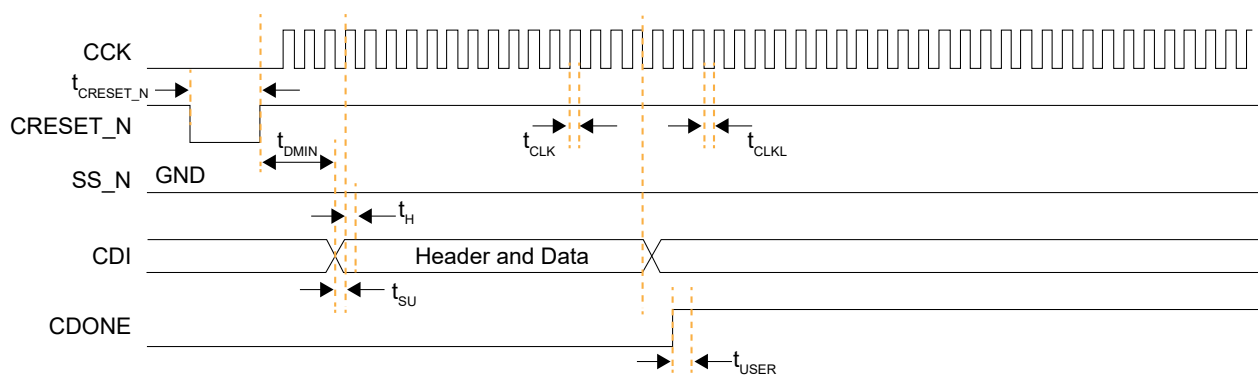 CCK
tCRESET_N
CRESET_N
tDMIN
tCLK
tCLKL
SS_N
GND
tH
CDI
Header and Data
tSU
CDONE
tUSER